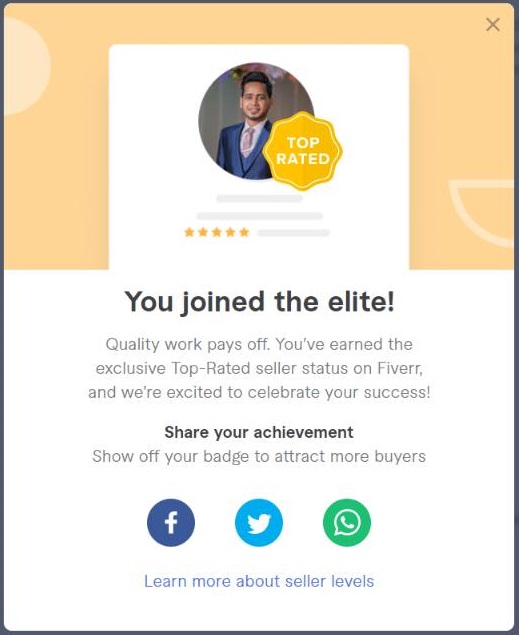 TOP
RATED
You joined the elite!
Quality work pays off. You’ve earned the
exclusive Top-Rated seller status on Fiverr,
and we’re excited to celebrate your success!
Share your achievement
Show off your badge to attract more buyers
Learn more about seller levels